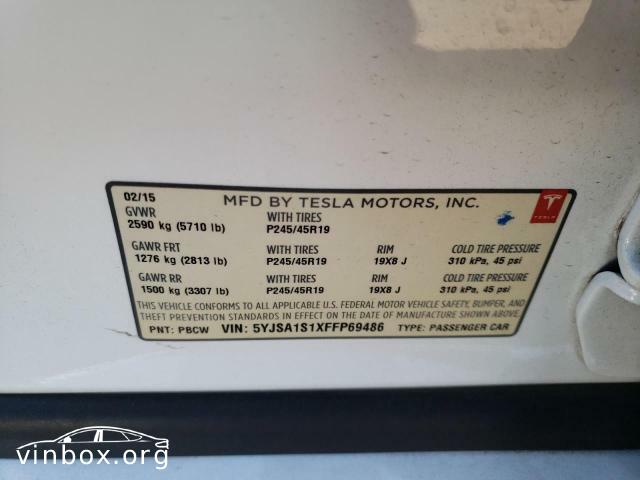 02/15 MFD BY TESLA MOTORS, INC.
GVWR WITH TIRES
2590 kg (5710 lb) P245/45R19
TESLA
GAWR FRT WITH TIRES RIM COLD TIRE PRESSURE
1276 kg (2813 lb) P245/45R19 19X8 J 310 kPa, 45 psi
GAWR RR WITH TIRES RIM COLD TIRE PRESSURE
1500 kg (3307 lb) P245/45R19 19X8 J 310 kPa, 45 psi
THIS VEHICLE CONFORMS TO ALL APPLICABLE U.S. FEDERAL MOTOR VEHICLE SAFETY, BUMPER, AND
THEFT PREVENTION STANDARDS IN EFFECT ON THE DATE OF MANUFACTURE SHOWN ABOVE.
PNT: PBCW VIN: 5YJSA1S1XFFP69486 TYPE: PASSENGER CAR
vinbox.org